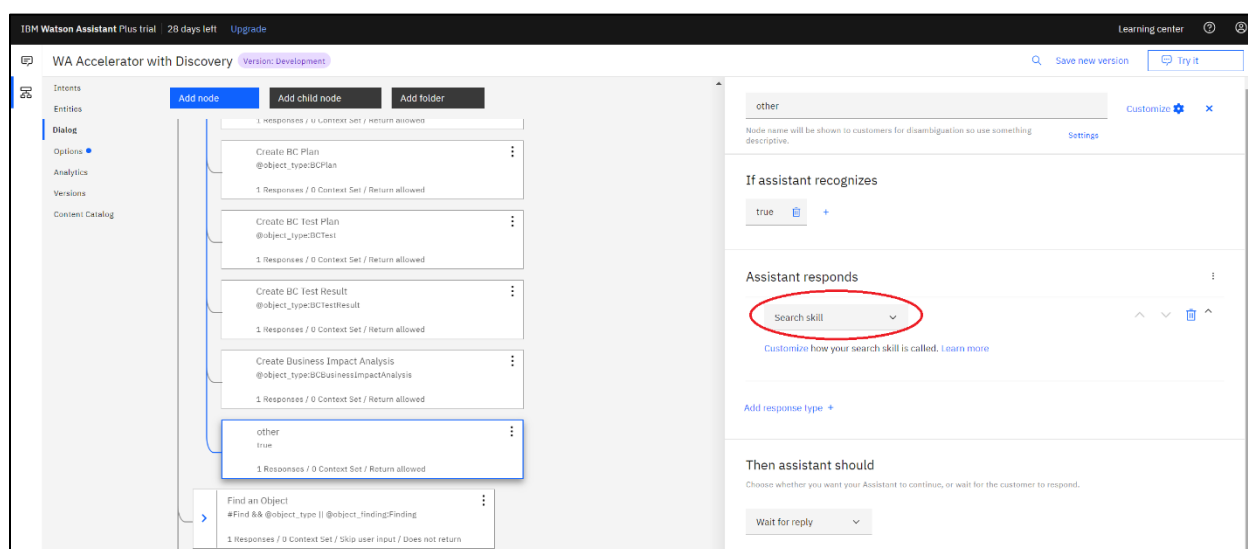 IBM Watson Assistant Plus trial 28 days left Upgrade
Learning center
WA Accelerator with Discovery Version: Development
Save new version Try it
Intents
Entities
Dialog
Options
Analytics
Versions
Content Catalog
Add node Add child node Add folder
1 Responses / 0 Context Set / Return allowed
Create BC Plan
@object_type:BCPlan
1 Responses / 0 Context Set / Return allowed
Create BC Test Plan
@object_type:BCTest
1 Responses / 0 Context Set / Return allowed
Create BC Test Result
@object_type:BCTestResult
1 Responses / 0 Context Set / Return allowed
Create Business Impact Analysis
@object_type:BCBusinessImpactAnalysis
1 Responses / 0 Context Set / Return allowed
other
true
1 Responses / 0 Context Set / Return allowed
Find an Object
#Find && @object_type || @object_finding:Finding
1 Responses / 0 Context Set / Skip user input / Does not return
other
Customize
Node name will be shown to customers for disambiguation so use something
descriptive.
Settings
If assistant recognizes
true
Assistant responds
Search skill
Customize how your search skill is called. Learn more
Add response type +
Then assistant should
Choose whether you want your Assistant to continue, or wait for the customer to respond.
Wait for reply